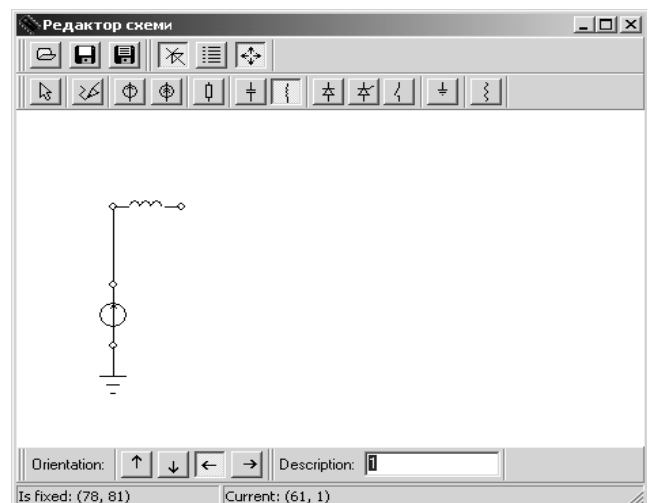 Редактор схеми
Orientation: Description: 1
Is fixed: (78, 81) Current: (61, 1)